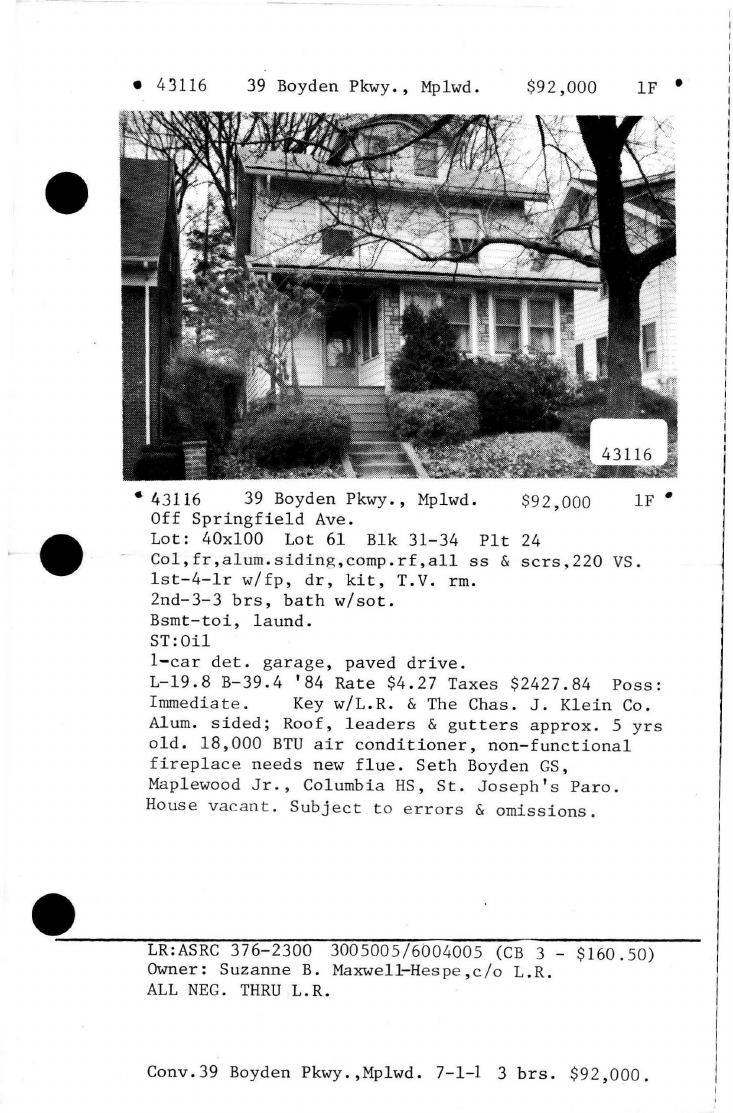 43116 39 Boyden Pkwy., Mplwd. $92,000 1F
43116
43116 39 Boyden Pkwy., Mplwd. $92,000 1F
Off Springfield Ave.
Lot: 40x100 Lot 61 Blk 31-34 Plt 24
Col,fr,alum.siding,comp.rf,all ss & scrs,220 VS.
1st-4-lr w/fp, dr, kit, T.V. rm.
2nd-3-3 brs, bath w/sot.
Bsmt-toi, laund.
ST:Oil
1-car det. garage, paved drive.
L-19.8 B-39.4 '84 Rate $4.27 Taxes $2427.84 Poss:
Immediate. Key w/L.R. & The Chas. J. Klein Co.
Alum. sided; Roof, leaders & gutters approx. 5 yrs
old. 18,000 BTU air conditioner, non-functional
fireplace needs new flue. Seth Boyden GS,
Maplewood Jr., Columbia HS, St. Joseph's Paro.
House vacant. Subject to errors & omissions.
LR:ASRC 376-2300 3005005/6004005 (CB 3 - $160.50)
Owner: Suzanne B. Maxwell-Hespe,c/o L.R.
ALL NEG. THRU L.R.
Conv.39 Boyden Pkwy.,Mplwd. 7-1-1 3 brs. $92,000.